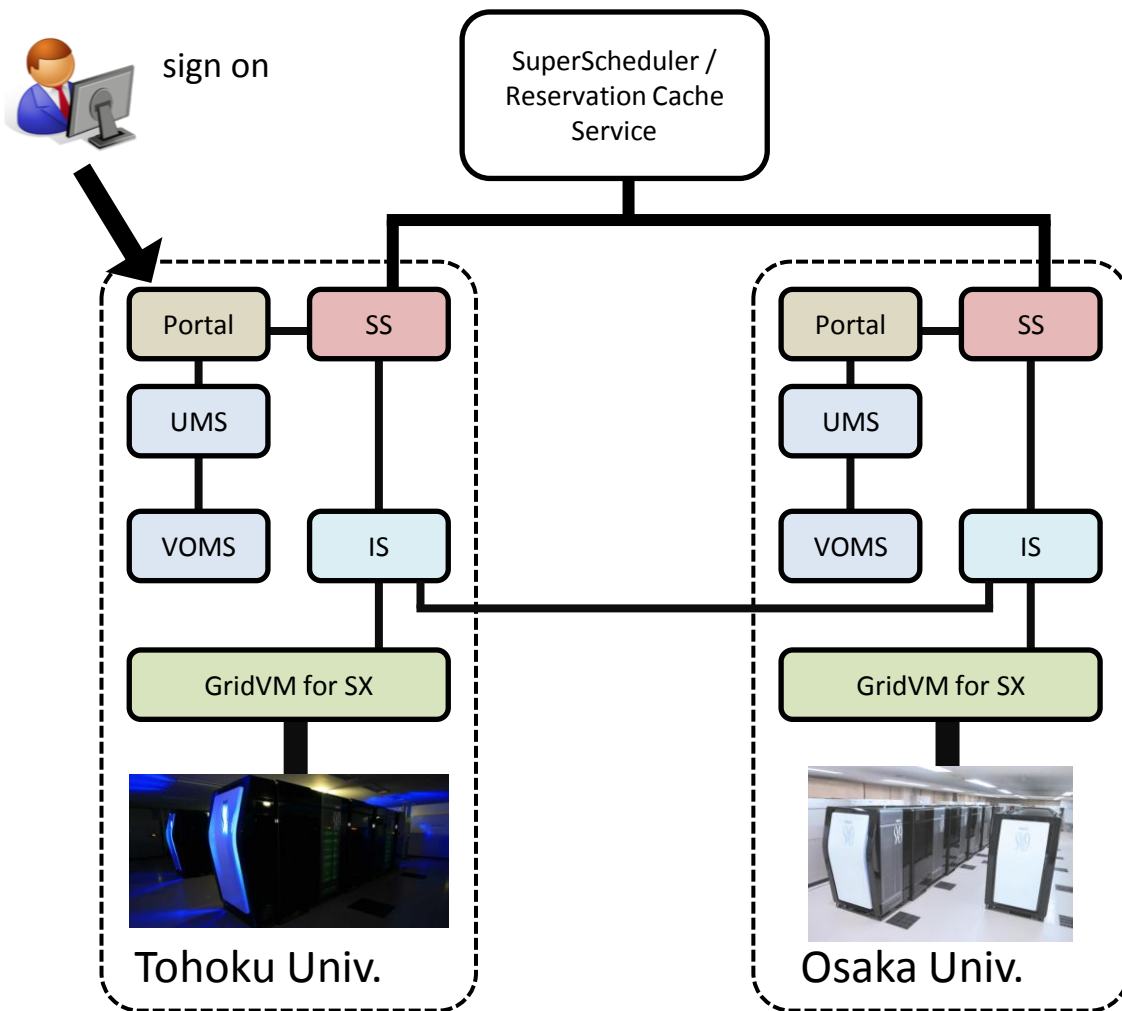 sign on
SuperScheduler /
Reservation Cache
Service
Portal
SS
UMS
VOMS
IS
GridVM for SX
Tohoku Univ.
Portal
SS
UMS
VOMS
IS
GridVM for SX
Osaka Univ.